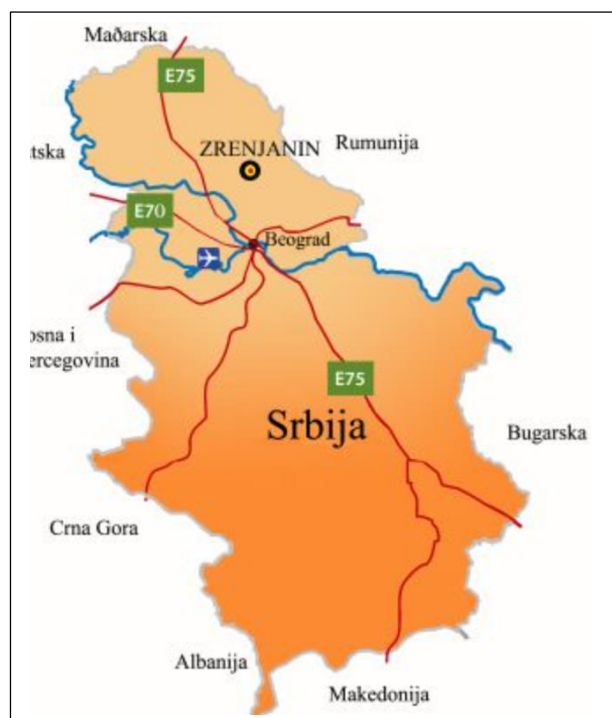 Mađarska
E75
ZRENJANIN
Rumunija
E70
Beograd
i
E75
Srbija
Bugarska
Crna Gora
Albanija
Makedonija